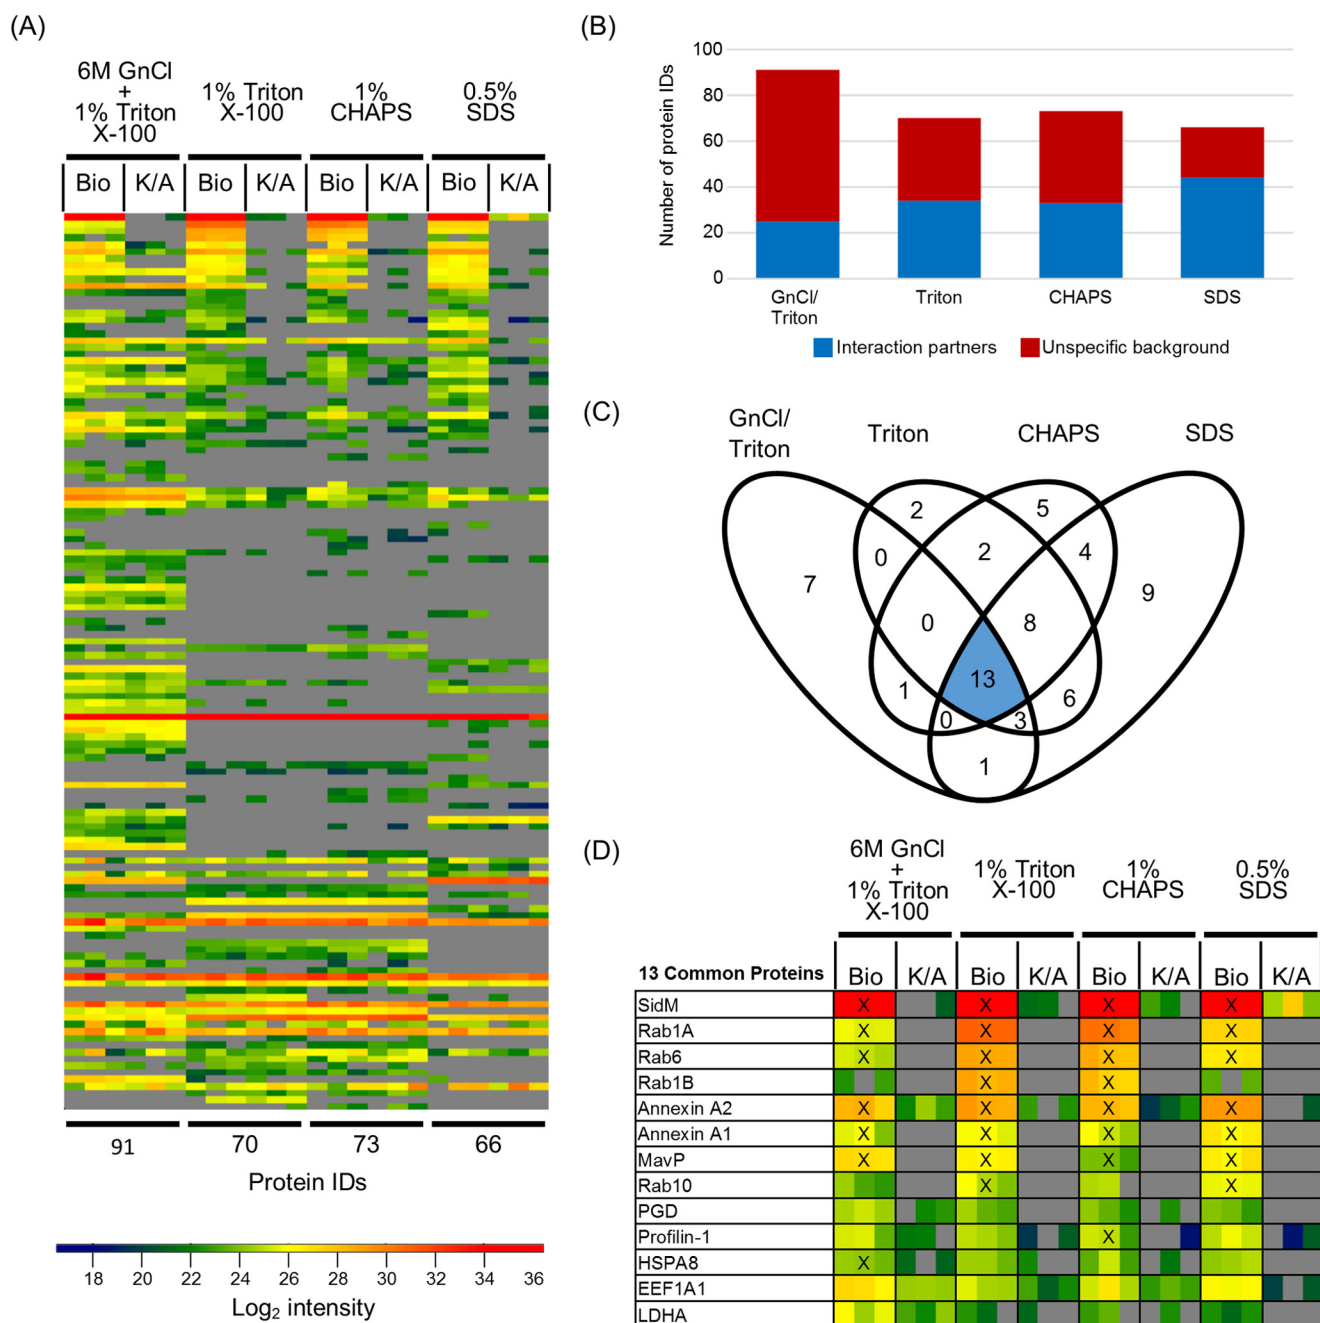 (A)
6M GnCl
+
1% Triton
X-100
1% Triton
X-100
1%
CHAPS
0.5%
SDS
Bio K/A Bio K/A Bio K/A Bio K/A
91 70 73 66
Protein IDs
18 20 22 24 26 28 30 32 34 36
Log2 intensity
(B)
Number of protein IDs
100
80
60
40
20
0
GnCl/
Triton
Triton
CHAPS
SDS
Interaction partners Unspecific background
(C)
GnCl/
Triton
Triton
CHAPS
SDS
2 5
0 2 4
7 9
0 8
13
1 6
0 3
1
(D)
6M GnCl
+
1% Triton
X-100
1% Triton
X-100
1%
CHAPS
0.5%
SDS
13 Common Proteins Bio K/A Bio K/A Bio K/A Bio K/A
SidM X X X X
Rab1A X X X X
Rab6 X X X X
Rab1B X X
Annexin A2 X X X X
Annexin A1 X X X X
MavP X X X X
Rab10 X X
PGD
Profilin-1 X
HSPA8 X
EEF1A1
LDHA